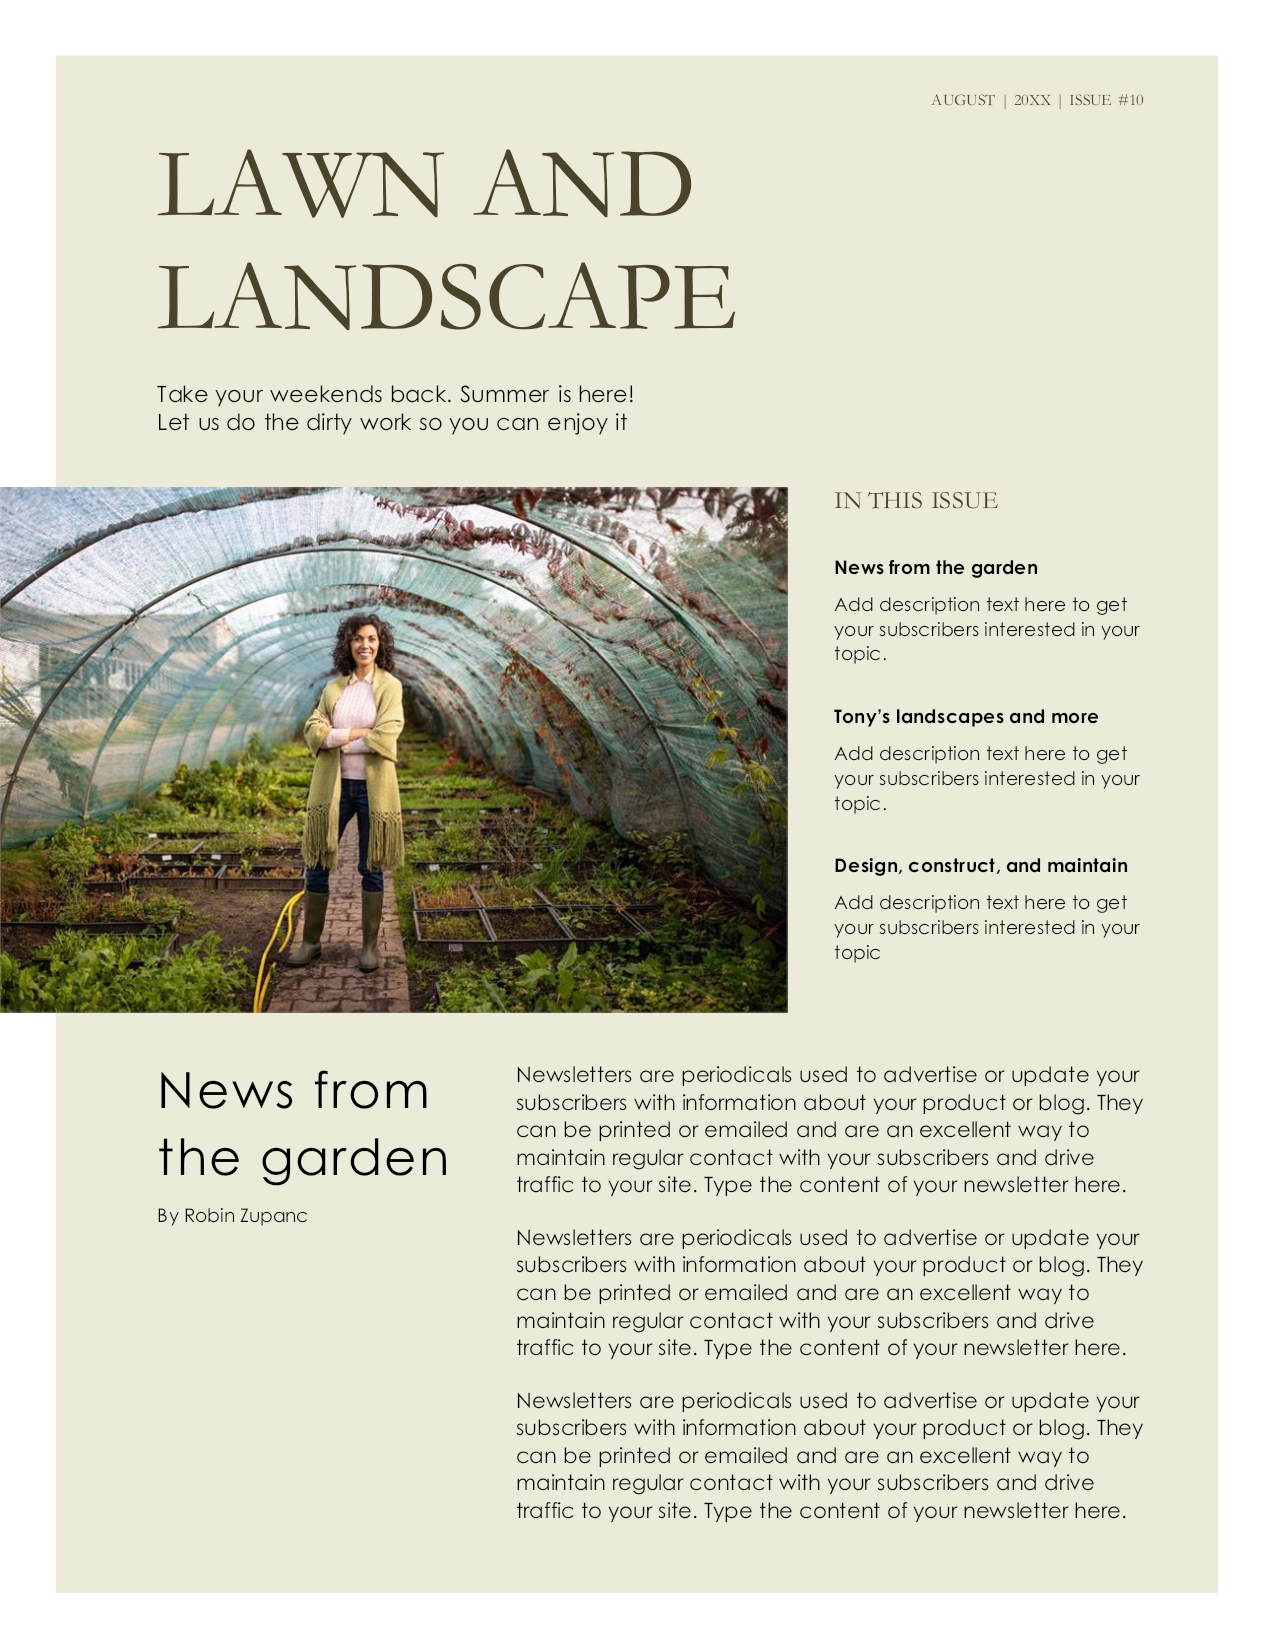 AUGUST | 20XX | ISSUE #10
LAWN AND
LANDSCAPE
Take your weekends back. Summer is here!
Let us do the dirty work so you can enjoy it
IN THIS ISSUE
News from the garden
Add description text here to get
your subscribers interested in your
topic.
Tony’s landscapes and more
Add description text here to get
your subscribers interested in your
topic.
Design, construct, and maintain
Add description text here to get
your subscribers interested in your
topic
News from
the garden
By Robin Zupanc
Newsletters are periodicals used to advertise or update your
subscribers with information about your product or blog. They
can be printed or emailed and are an excellent way to
maintain regular contact with your subscribers and drive
traffic to your site. Type the content of your newsletter here.
Newsletters are periodicals used to advertise or update your
subscribers with information about your product or blog. They
can be printed or emailed and are an excellent way to
maintain regular contact with your subscribers and drive
traffic to your site. Type the content of your newsletter here.
Newsletters are periodicals used to advertise or update your
subscribers with information about your product or blog. They
can be printed or emailed and are an excellent way to
maintain regular contact with your subscribers and drive
traffic to your site. Type the content of your newsletter here.